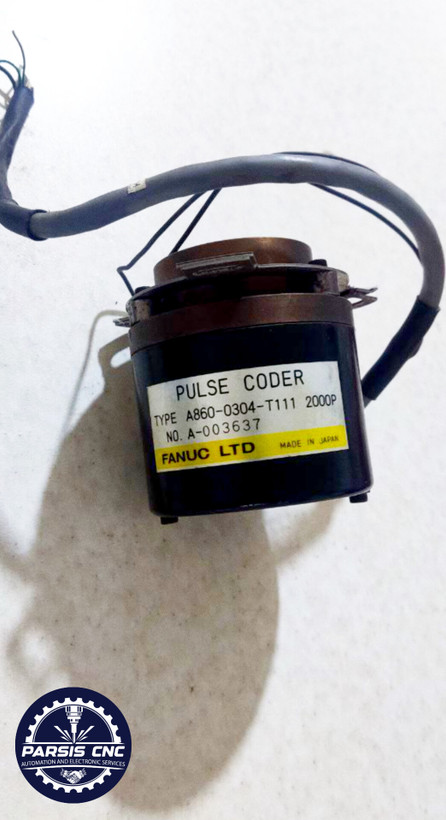 PULSE CODER
TYPE A860-0304-T111 2000P
NO. A-003637
FANUC LTD MADE IN JAPAN
PARSIS CNC
AUTOMATION AND ELECTRONIC SERVICES